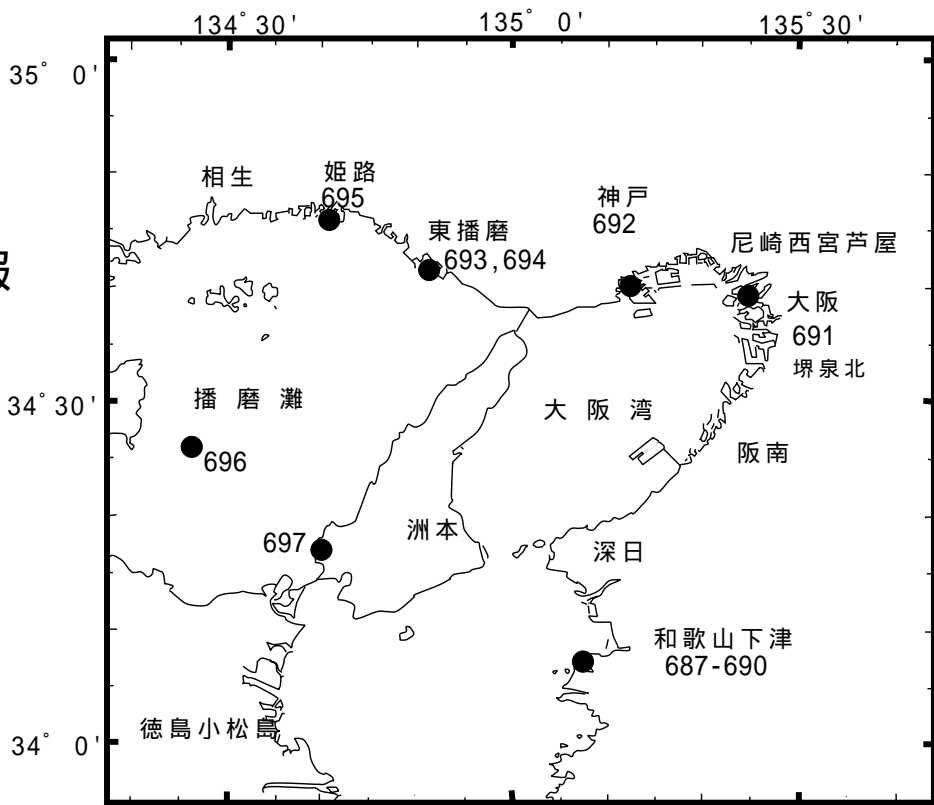 134° 30'
135° 0'
135° 30'
35° 0'
相生
姫路
695
神戸
692
東播磨
693,694
尼崎西宮芦屋
報
大阪
691
堺泉北
34° 30'
播磨灘
大阪湾
696
阪南
洲本
697
深日
和歌山下津
687-690
徳島小松島
34° 0'